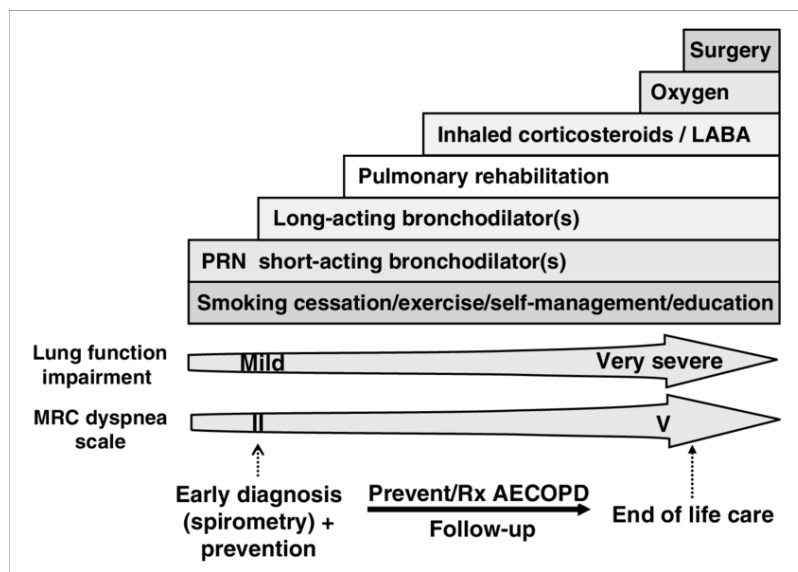 Surgery
Oxygen
Inhaled corticosteroids / LABA
Pulmonary rehabilitation
Long-acting bronchodilator(s)
PRN short-acting bronchodilator(s)
Smoking cessation/exercise/self-management/education
Lung function
impairment
Mild
Very severe
MRC dyspnea
scale
II
V
Early diagnosis
(spirometry) +
prevention
Prevent/Rx AECOPD
Follow-up
End of life care